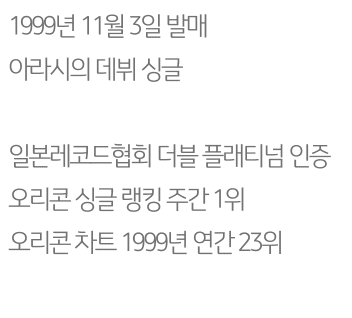 1999년 11월 3일 발매
아라시의 데뷔 싱글
일본레코드협회 더블 플래티넘 인증
오리콘 싱글 랭킹 주간 1위
오리콘 차트 1999년 연간 23위